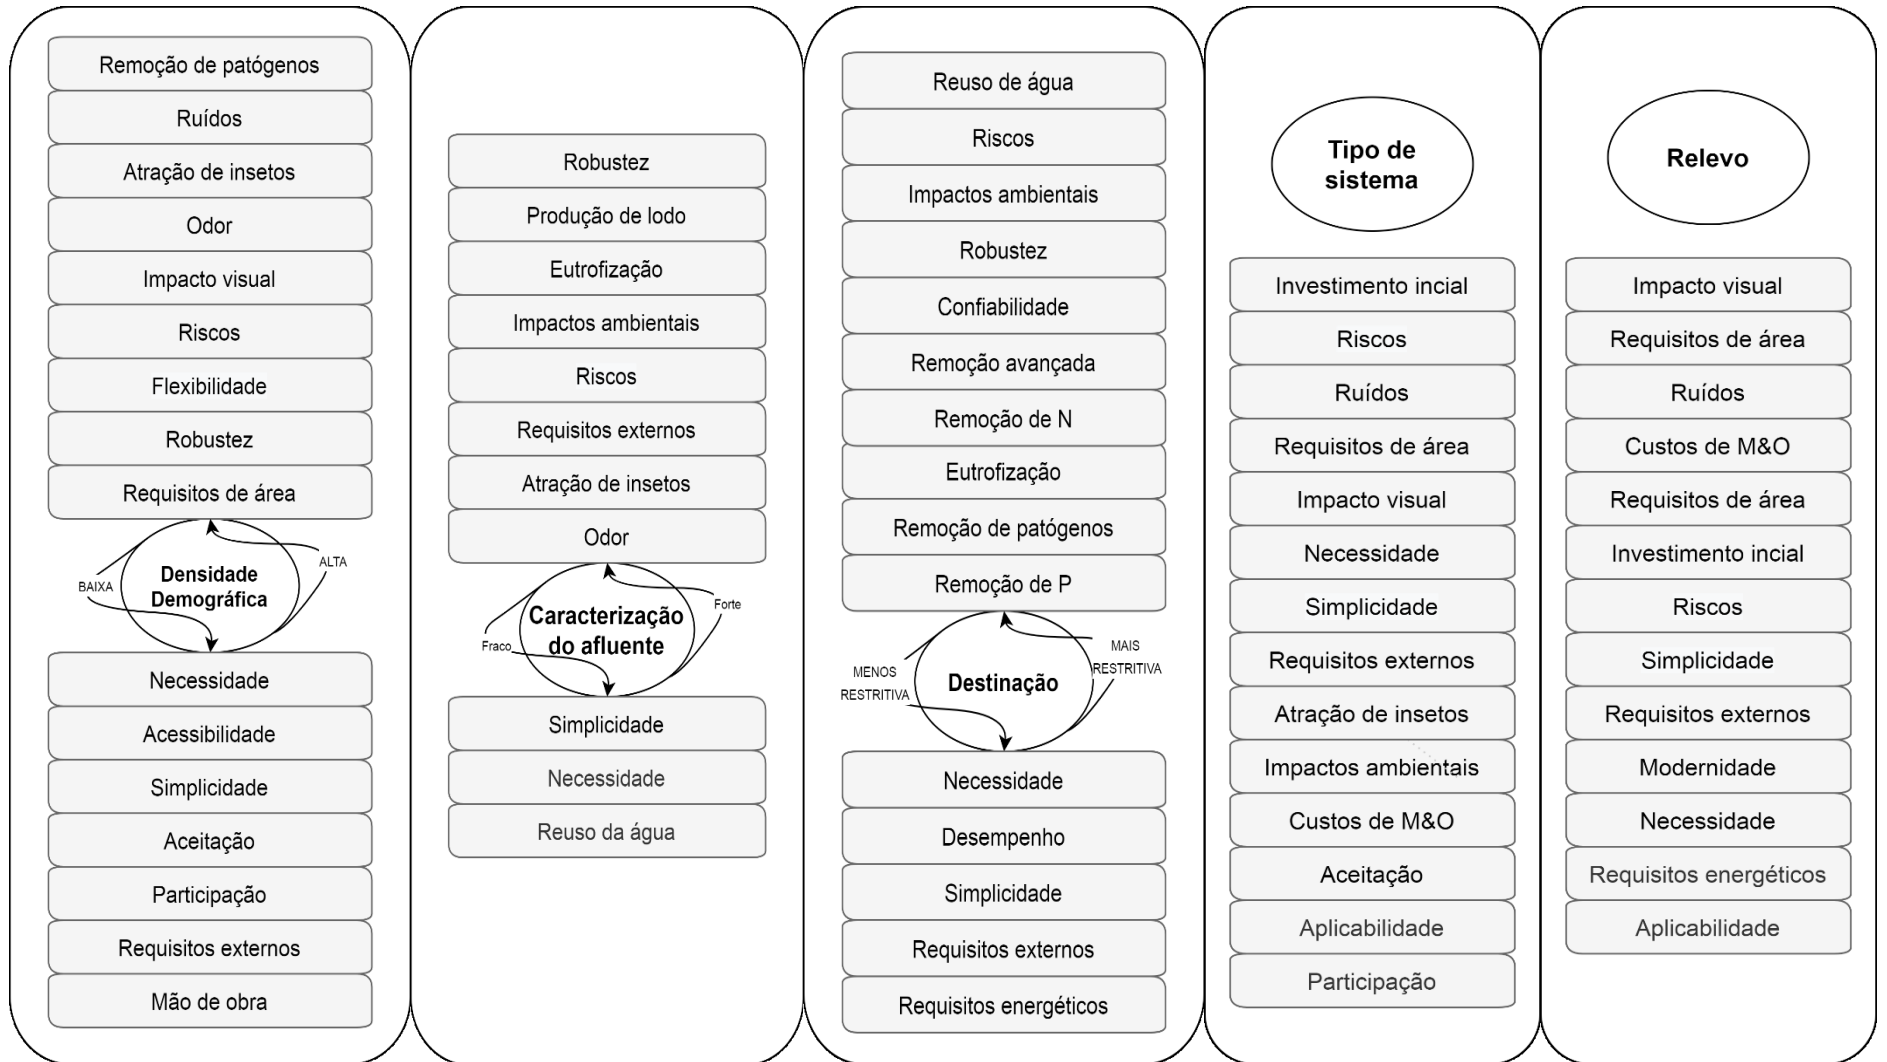 Remoção de patógenos
Ruídos
Atração de insetos
Odor
Impacto visual
Riscos
Flexibilidade
Robustez
Requisitos de área
BAIXA
Densidade
Demográfica
ALTA
Necessidade
Acessibilidade
Simplicidade
Aceitação
Participação
Requisitos externos
Mão de obra
Robustez
Produção de lodo
Eutrofização
Impactos ambientais
Riscos
Requisitos externos
Atração de insetos
Odor
Fraco
Caracterização
do afluente
Forte
Simplicidade
Necessidade
Reuso da água
Reuso de água
Riscos
Impactos ambientais
Robustez
Confiabilidade
Remoção avançada
Remoção de N
Eutrofização
Remoção de patógenos
Remoção de P
MENOS
RESTRITIVA
Destinação
MAIS
RESTRITIVA
Necessidade
Desempenho
Simplicidade
Requisitos externos
Requisitos energéticos
Tipo de
sistema
Investimento incial
Riscos
Ruídos
Requisitos de área
Impacto visual
Necessidade
Simplicidade
Requisitos externos
Atração de insetos
Impactos ambientais
Custos de M&O
Aceitação
Aplicabilidade
Participação
Relevo
Impacto visual
Requisitos de área
Ruídos
Custos de M&O
Requisitos de área
Investimento incial
Riscos
Simplicidade
Requisitos externos
Modernidade
Necessidade
Requisitos energéticos
Aplicabilidade